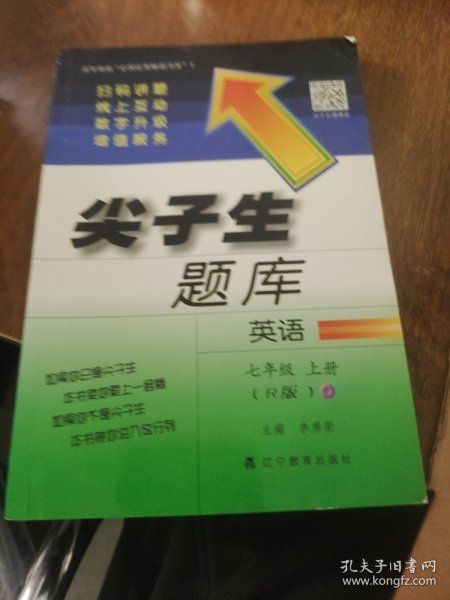 扫码讲题
线上互动
数字升级
增值服务
尖子生
题库
英语
七年级 上册
（R版）
主编 李秀荣
辽宁教育出版社
如果你已是尖子生
本书使你更上一层楼
如果你不是尖子生
本书带你进入这行列
孔夫子旧书网
www.kongfz.com